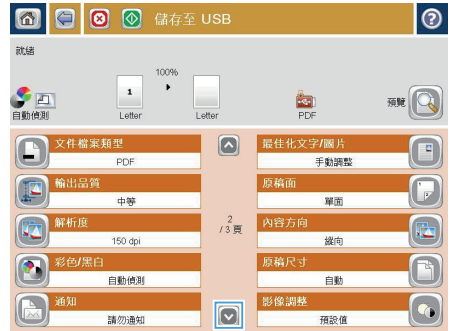 儲存至 USB
?
就緒
100%
1
自動偵測
Letter
Letter
PDF
預覽
文件檔案類型
PDF
輸出品質
中等
解析度
150 dpi
彩色/黑白
自動偵測
通知
請勿通知
2
/ 3 頁
最佳化文字/圖片
手動調整
原稿面
單面
內容方向
縱向
原稿尺寸
自動
影像調整
預設值